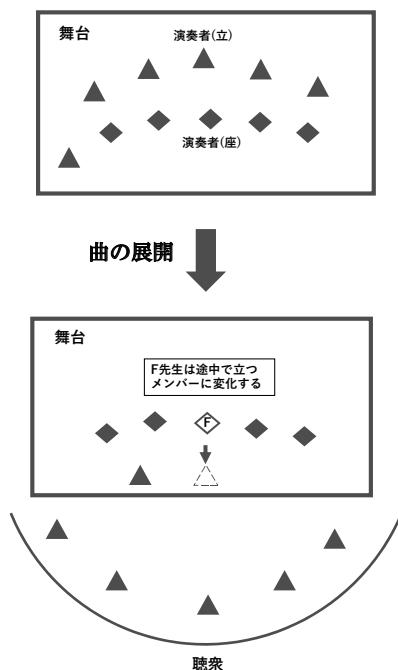 舞台
演奏者(立)
演奏者(座)
曲の展開
舞台
F先生は途中で立つ
メンバーに変化する
F
聴衆